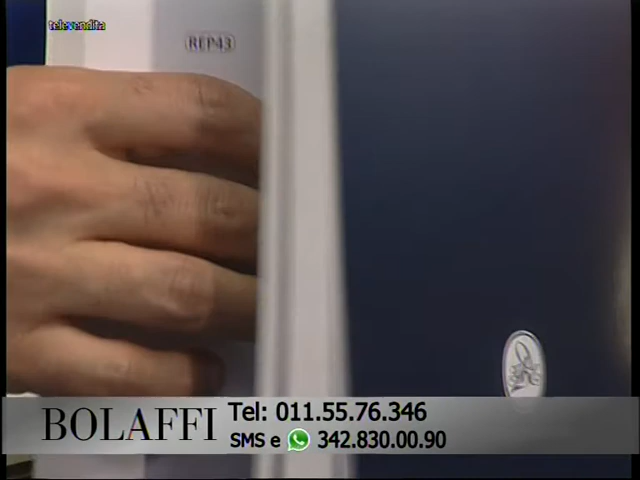 televendita
REP43
BOLAFFI
Tel: 011.55.76.346
SMS e 342.830.00.90